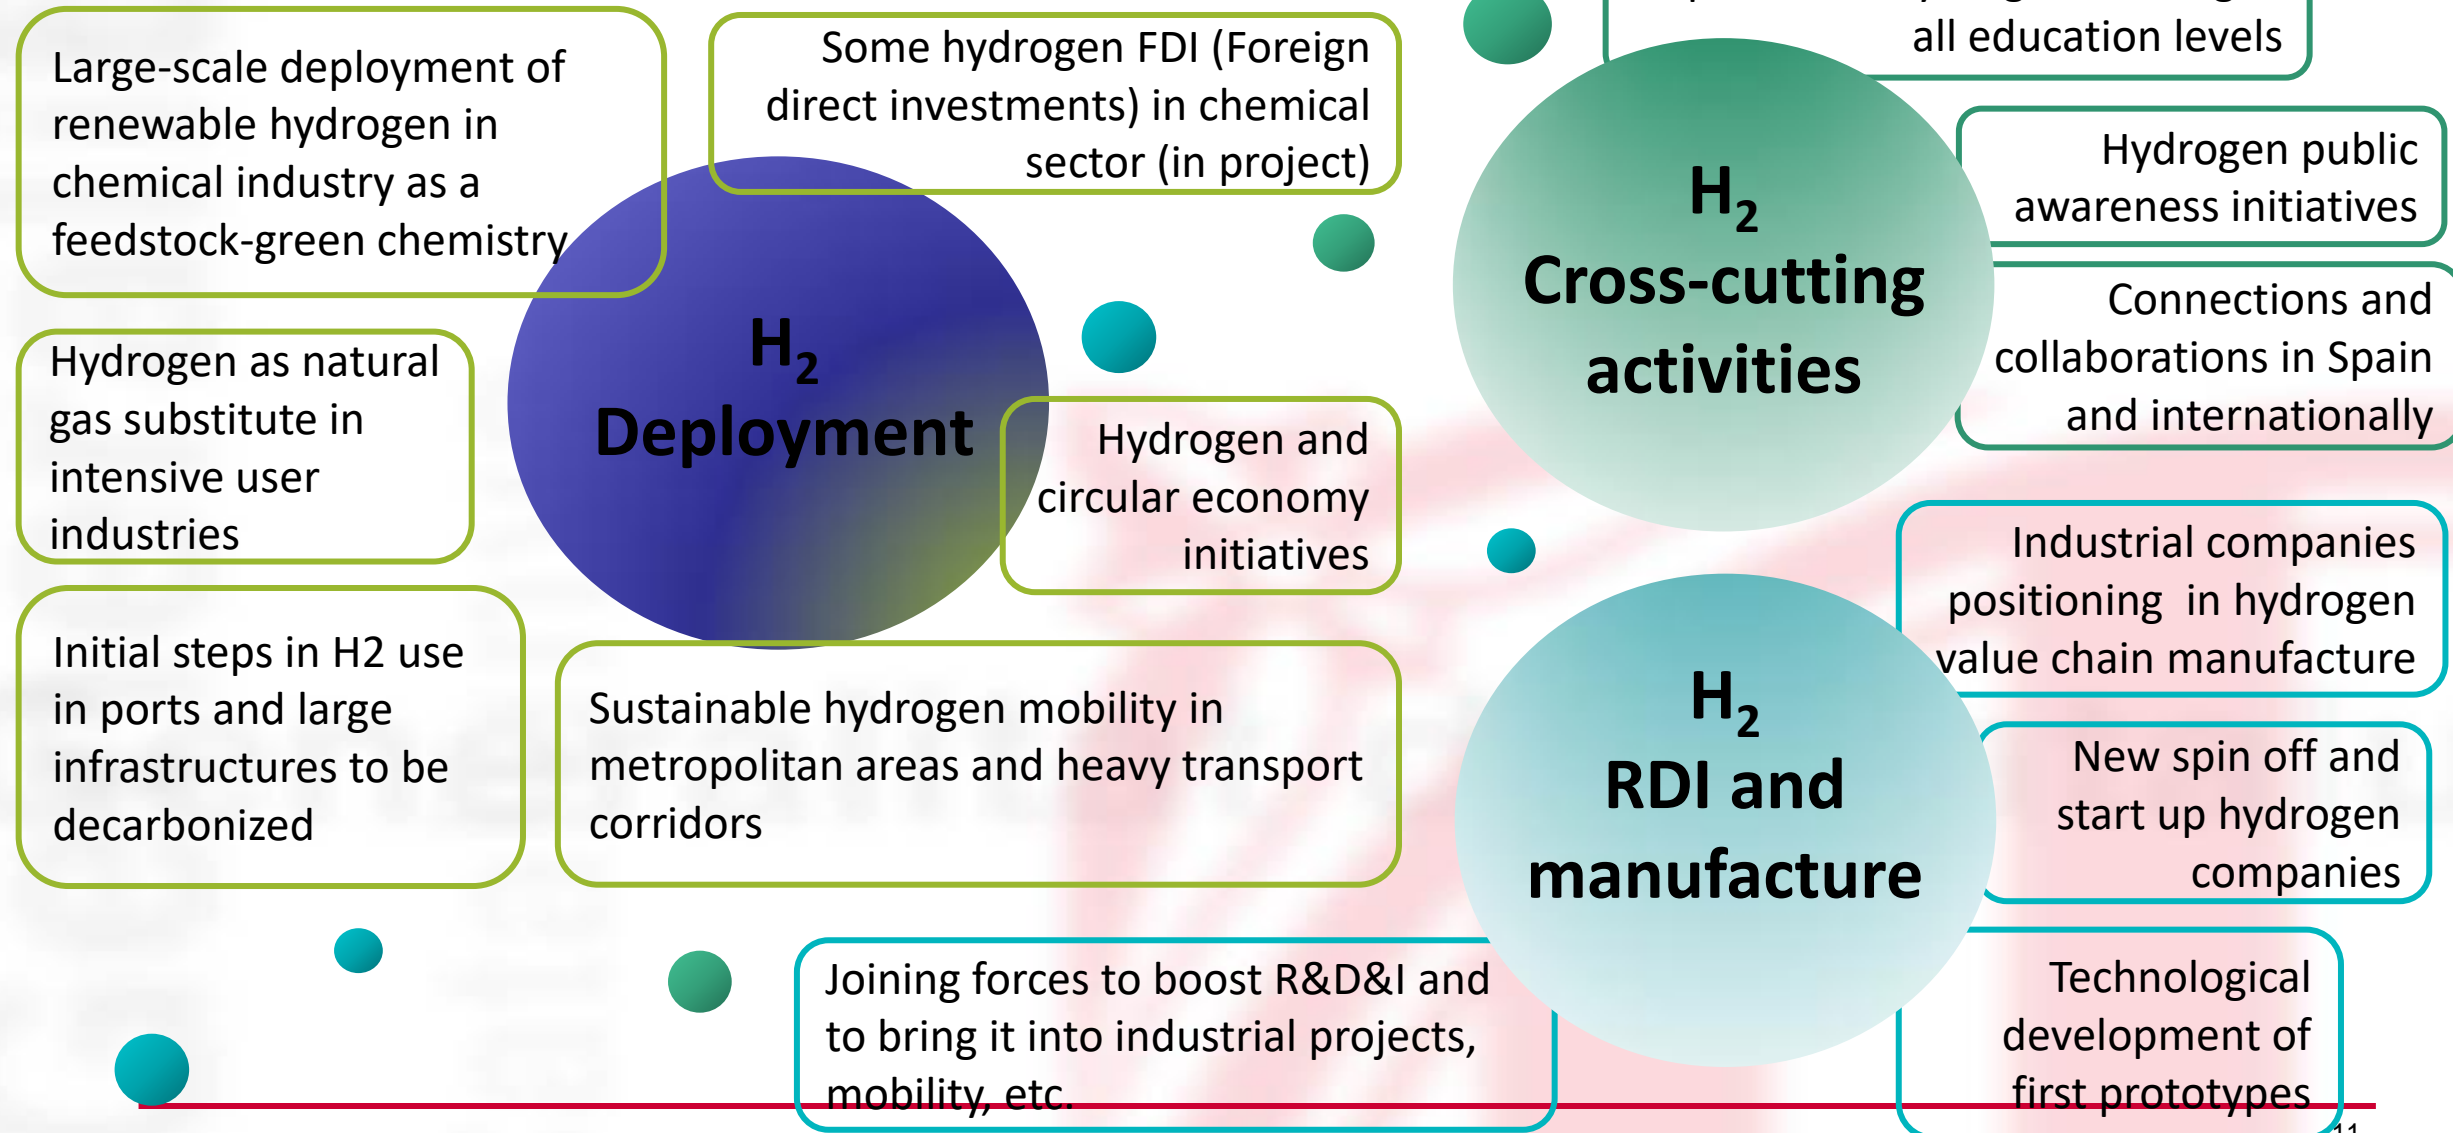 Large-scale deployment of
renewable hydrogen in
chemical industry as a
feedstock-green chemistry
Some hydrogen FDI (Foreign
direct investments) in chemical
sector (in project)
Hydrogen as natural
gas substitute in
intensive user
industries
H2
Deployment
Hydrogen and
circular economy
initiatives
Initial steps in H2 use
in ports and large
infrastructures to be
decarbonized
Sustainable hydrogen mobility in
metropolitan areas and heavy transport
corridors
all education levels
H2
Cross-cutting
activities
Hydrogen public
awareness initiatives
Connections and
collaborations in Spain
and internationally
H2
RDI and
manufacture
Industrial companies
positioning  in hydrogen
value chain manufacture
New spin off and
start up hydrogen
companies
Joining forces to boost R&D&I and
to bring it into industrial projects,
mobility, etc.
Technological
development of
first prototypes
11